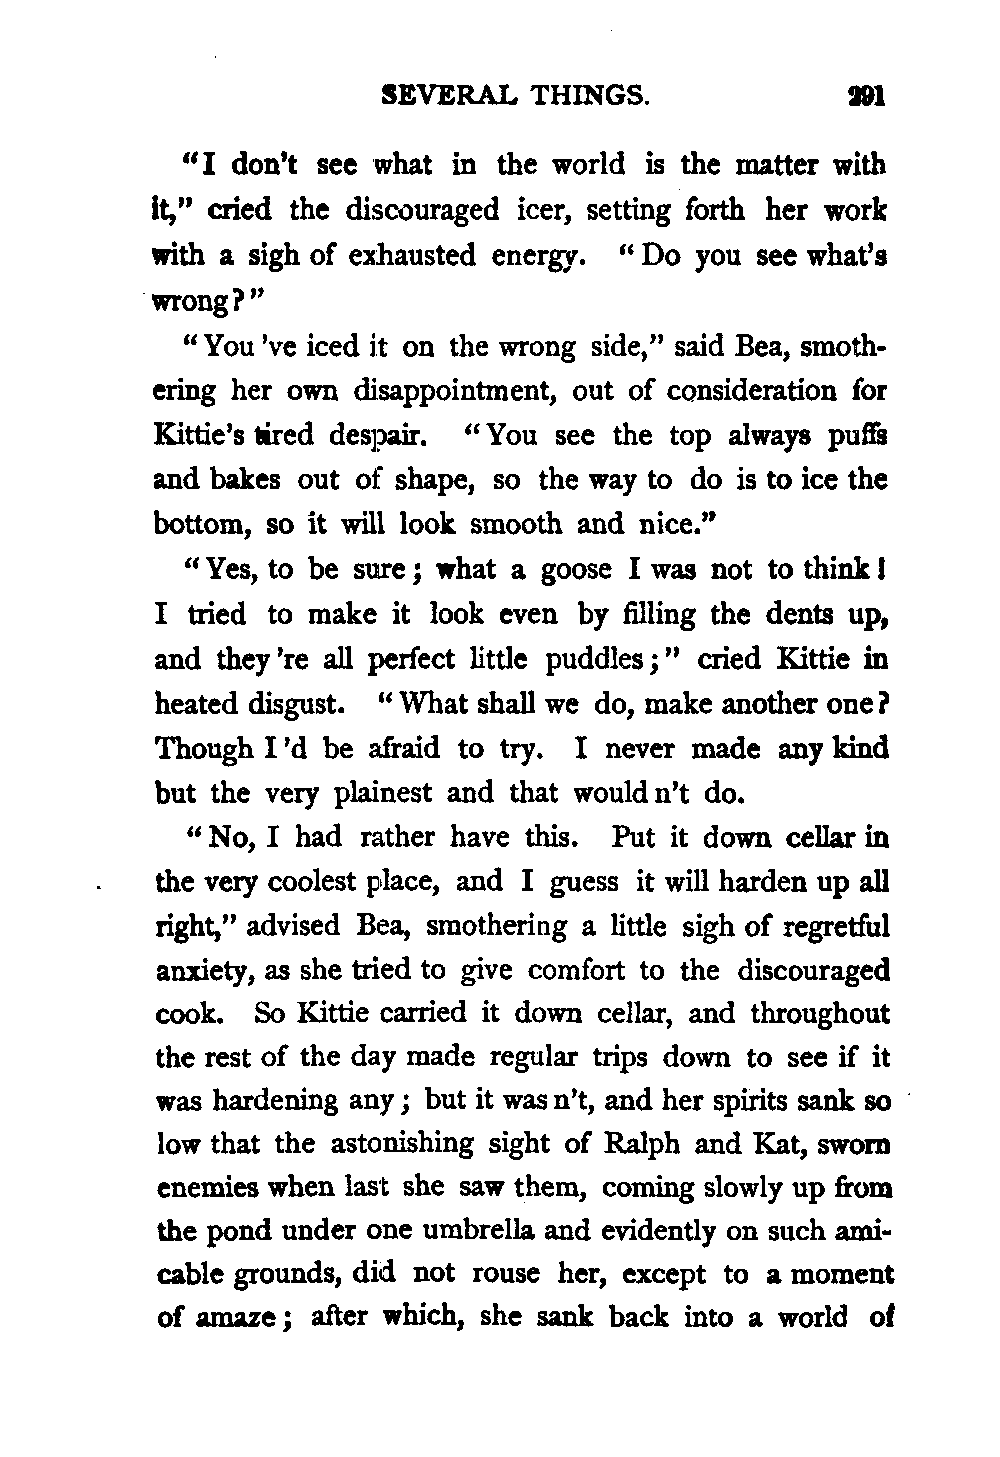 SEVERAL THINGS. 291
"I don't see what in the world is the matter with
it," cried the discouraged icer, setting forth her work
with a sigh of exhausted energy. "Do you see what's
wrong?"
"You 've iced it on the wrong side," said Bea, smoth-
ering her own disappointment, out of consideration for
Kittie's tired despair. "You see the top always puffs
and bakes out of shape, so the way to do is to ice the
bottom, so it will look smooth and nice."
"Yes, to be sure; what a goose I was not to think!
I tried to make it look even by filling the dents up,
and they 're all perfect little puddles;" cried Kittie in
heated disgust. "What shall we do, make another one?
Though I 'd be afraid to try. I never made any kind
but the very plainest and that would n't do.
"No, I had rather have this. Put it down cellar in
the very coolest place, and I guess it will harden up all
right," advised Bea, smothering a little sigh of regretful
anxiety, as she tried to give comfort to the discouraged
cook. So Kittie carried it down cellar, and throughout
the rest of the day made regular trips down to see if it
was hardening any; but it was n't, and her spirits sank so
low that the astonishing sight of Ralph and Kat, sworn
enemies when last she saw them, coming slowly up from
the pond under one umbrella and evidently on such ami-
cable grounds, did not rouse her, except to a moment
of amaze; after which, she sank back into a world of